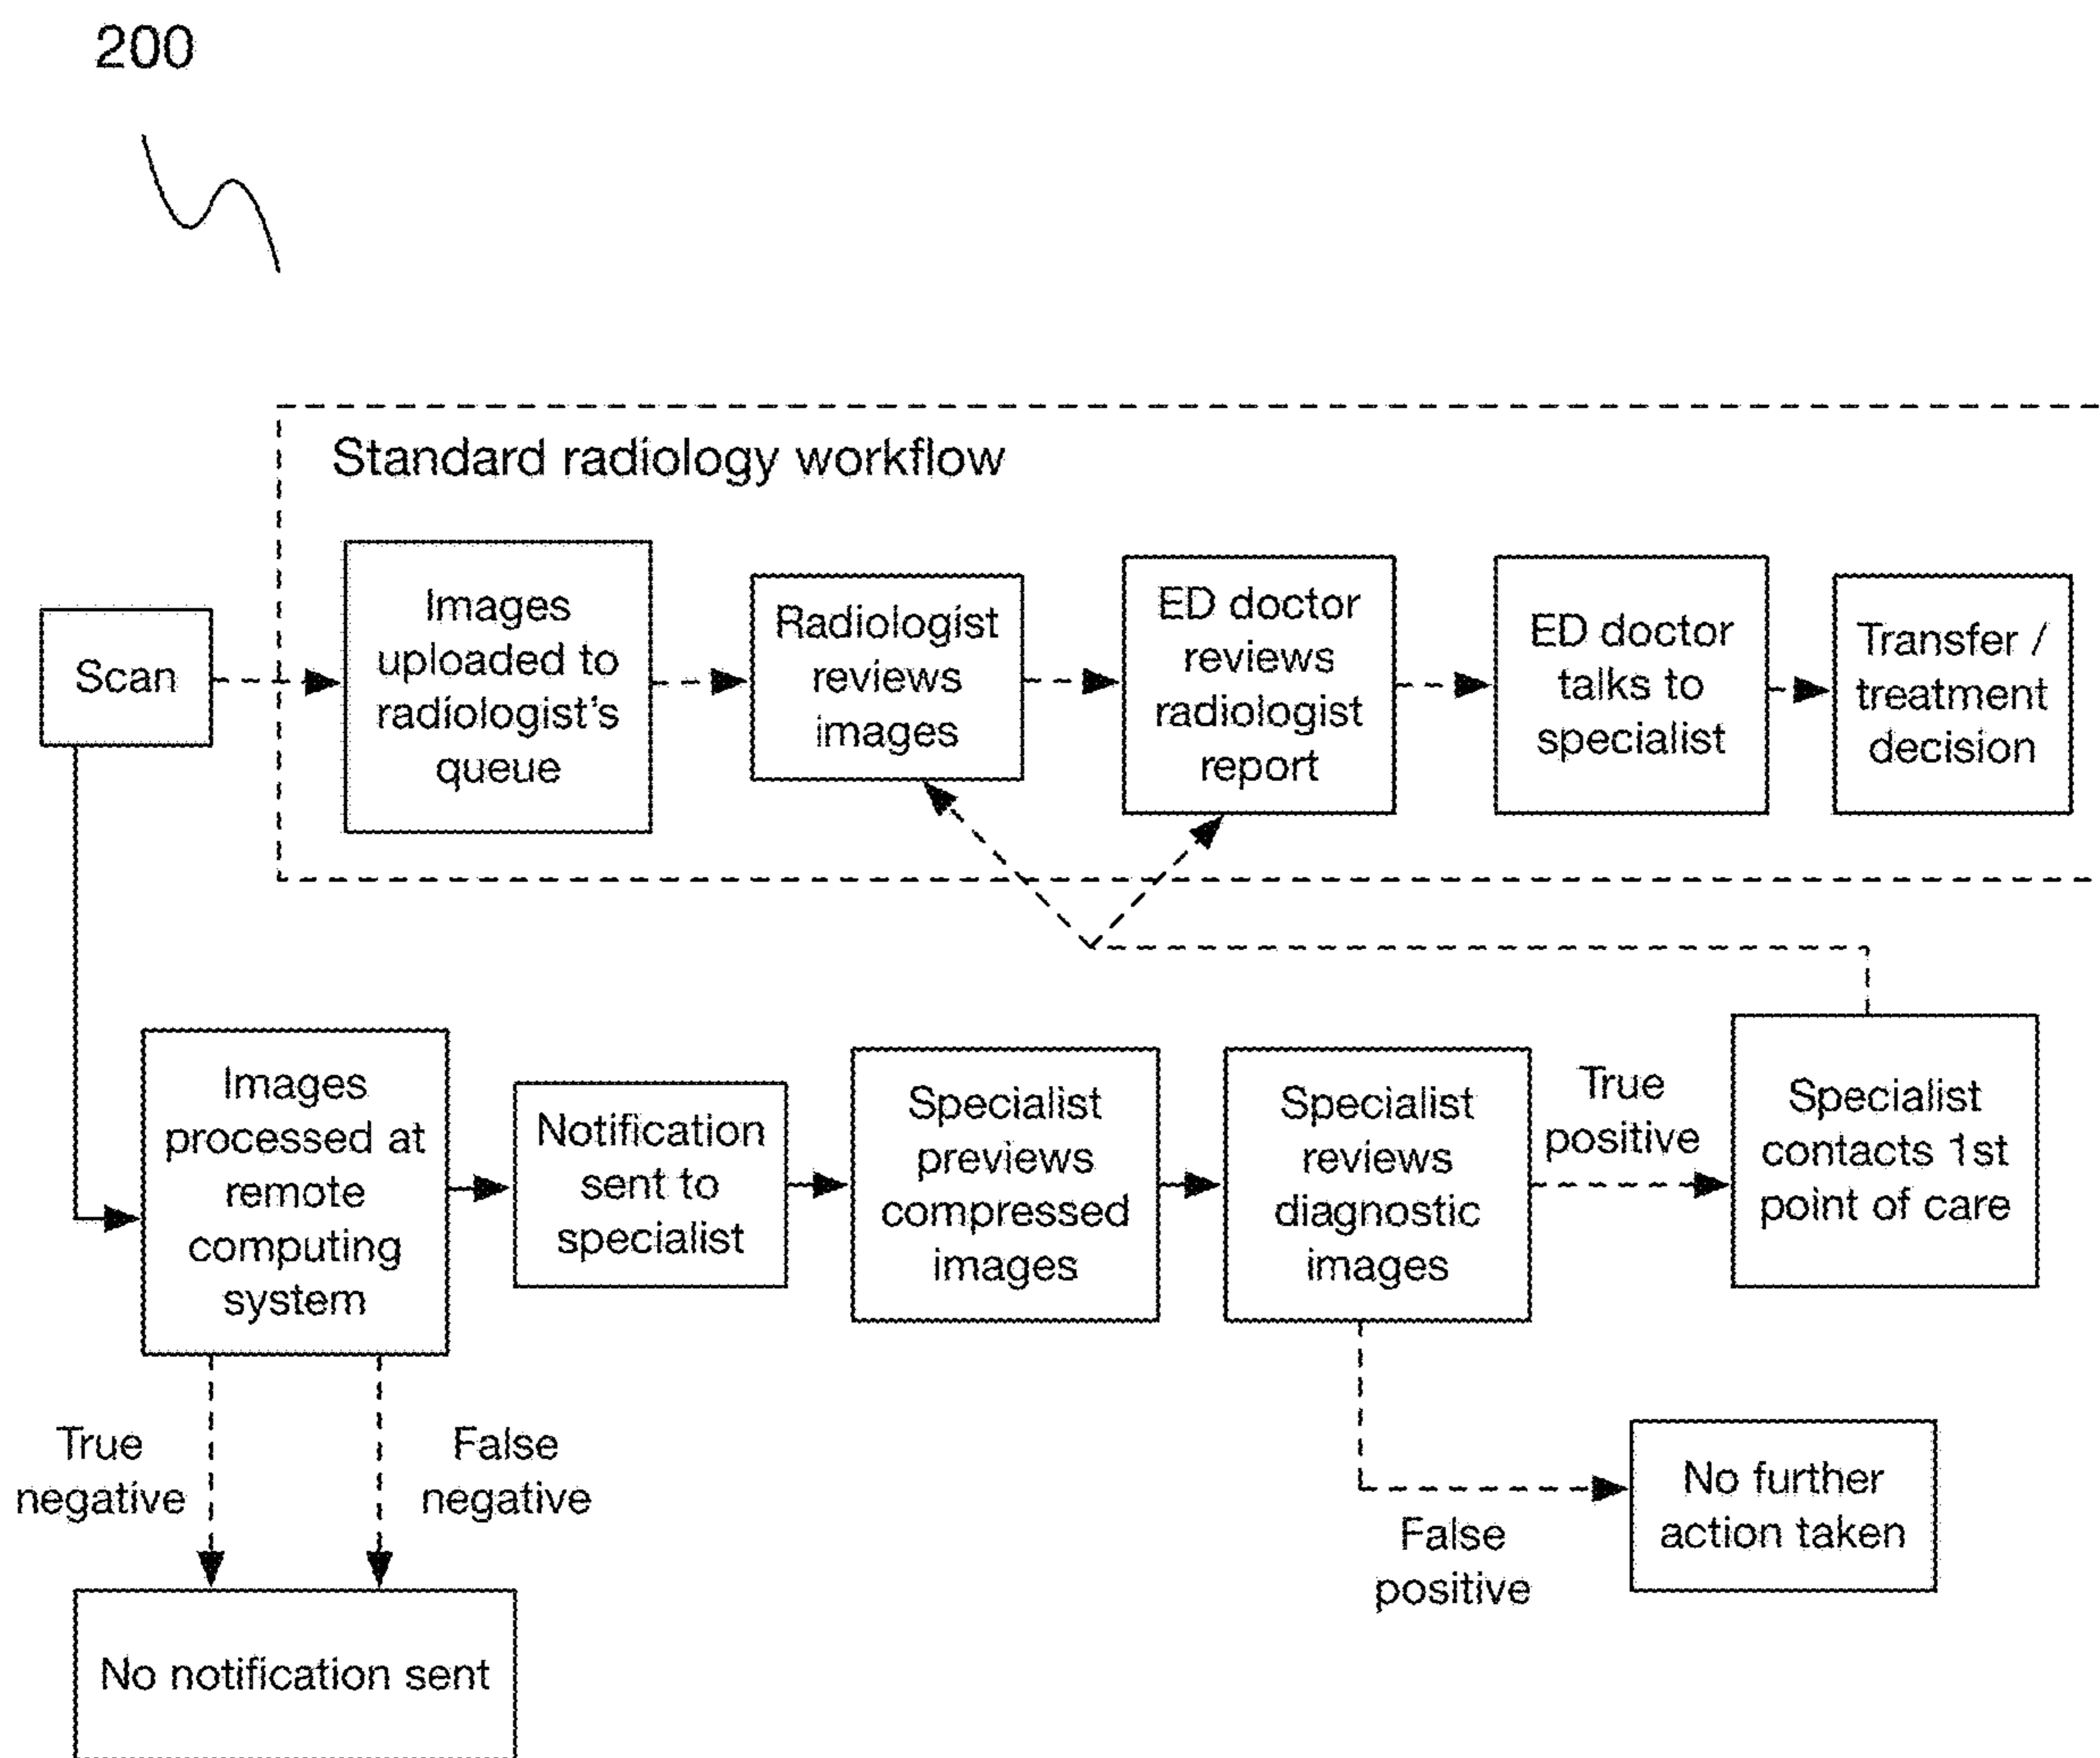 200
Standard radiology workflow
Scan
Images
uploaded to
radiologist's
queue
Radiologist
reviews
images
ED doctor
reviews
radiologist
report
ED doctor
talks to
specialist
Transfer /
treatment
decision
Images
processed at
remote
computing
system
Notification
sent to
specialist
Specialist
previews
compressed
images
Specialist
reviews
diagnostic
images
True
positive
Specialist
contacts 1st
point of care
True
negative
False
negative
False
positive
No further
action taken
No notification sent